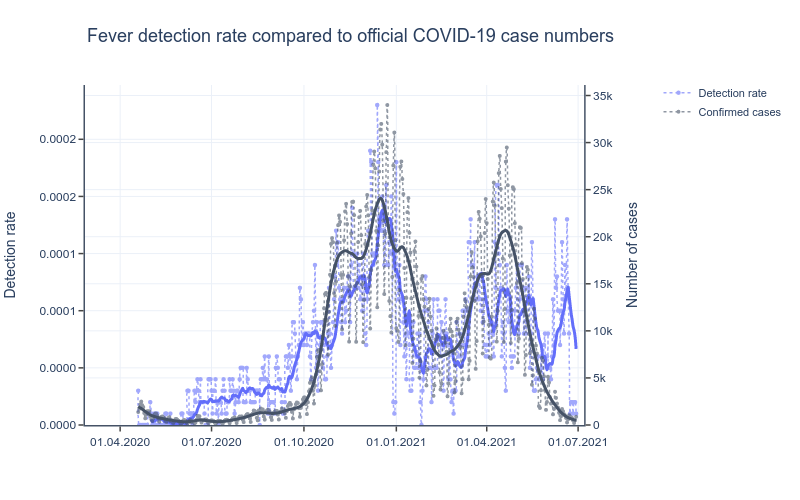 Fever detection rate compared to official COVID-19 case numbers
Detection rate
Confirmed cases
0.0002
0.0002
0.0001
0.0001
0.0000
0.0000
Detection rate
35k
30k
25k
20k
15k
10k
5k
0
Number of cases
01.04.2020
01.07.2020
01.10.2020
01.01.2021
01.04.2021
01.07.2021